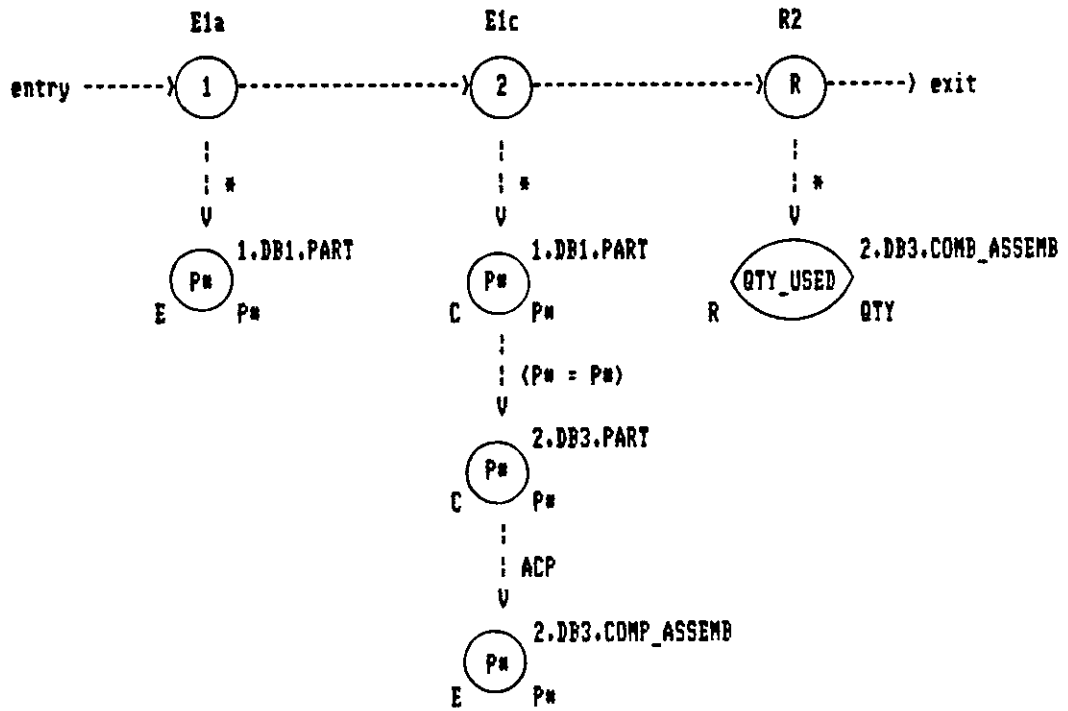 E1a E1c R2
entry 1 2 R exit
* * *
1.DB1.PART 1.DB1.PART 2.DB3.COMB_ASSEMB
P# P# QTY_USED
E P# C P# R QTY
(P# = P#)
2.DB3.PART
P#
C P#
ACP
2.DB3.COMP_ASSEMB
P#
E P#